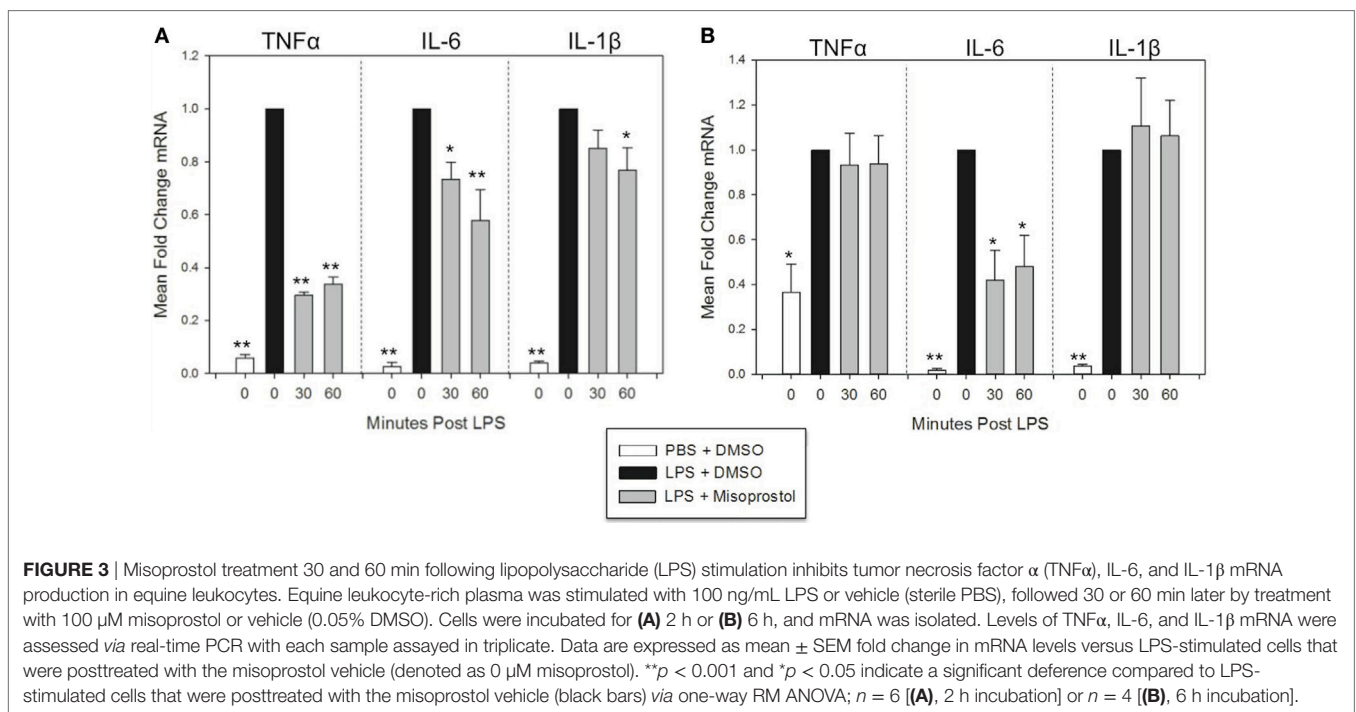 A
TNFα IL-6 IL-1β
1.2
1.0
0.8
0.6
0.4
0.2
0.0
Mean Fold Change mRNA
** ** ** ** * ** ** *
0 0 30 60 0 0 30 60 0 0 30 60
Minutes Post LPS
B
TNFα IL-6 IL-1β
1.4
1.2
1.0
0.8
0.6
0.4
0.2
0.0
Mean Fold Change mRNA
* ** * * **
0 0 30 60 0 0 30 60 0 0 30 60
Minutes Post LPS
PBS + DMSO
LPS + DMSO
LPS + Misoprostol
FIGURE 3 | Misoprostol treatment 30 and 60 min following lipopolysaccharide (LPS) stimulation inhibits tumor necrosis factor α (TNFα), IL-6, and IL-1β mRNA
production in equine leukocytes. Equine leukocyte-rich plasma was stimulated with 100 ng/mL LPS or vehicle (sterile PBS), followed 30 or 60 min later by treatment
with 100 µM misoprostol or vehicle (0.05% DMSO). Cells were incubated for (A) 2 h or (B) 6 h, and mRNA was isolated. Levels of TNFα, IL-6, and IL-1β mRNA were
assessed via real-time PCR with each sample assayed in triplicate. Data are expressed as mean ± SEM fold change in mRNA levels versus LPS-stimulated cells that
were posttreated with the misoprostol vehicle (denoted as 0 µM misoprostol). **p < 0.001 and *p < 0.05 indicate a significant deference compared to LPS-
stimulated cells that were posttreated with the misoprostol vehicle (black bars) via one-way RM ANOVA; n = 6 [(A), 2 h incubation] or n = 4 [(B), 6 h incubation].